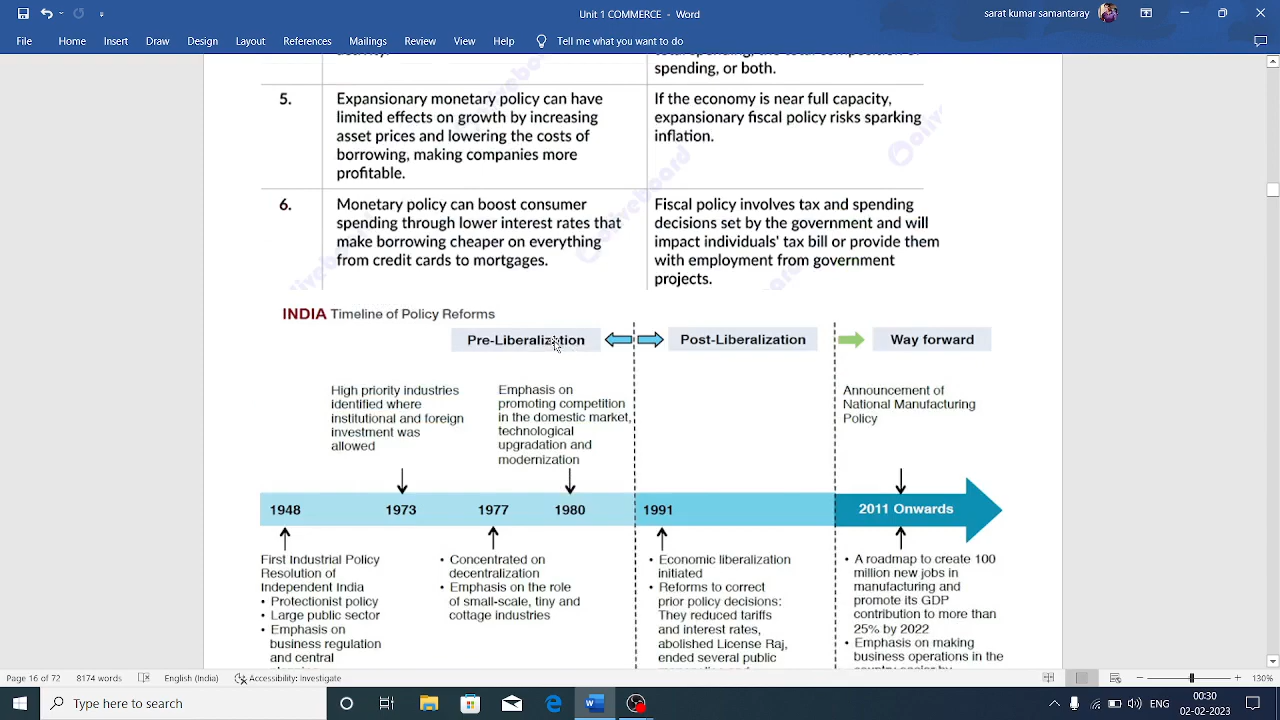 sarat kumar samantaray
File Home Insert Draw Design Layout References Mailings Review View Help Tell me what you want to do
spending, or both.
5.
Expansionary monetary policy can have
limited effects on growth by increasing
asset prices and lowering the costs of
borrowing, making companies more
profitable.
If the economy is near full capacity,
expansionary fiscal policy risks sparking
inflation.
6.
Monetary policy can boost consumer
spending through lower interest rates that
make borrowing cheaper on everything
from credit cards to mortgages.
Fiscal policy involves tax and spending
decisions set by the government and will
impact individuals' tax bill or provide them
with employment from government
projects.
INDIA Timeline of Policy Reforms
Pre-Liberalization
Post-Liberalization
Way forward
High priority industries
identified where
institutional and foreign
investment was
allowed
Emphasis on
promoting competition
in the domestic market,
technological
upgradation and
modernization
Announcement of
National Manufacturing
Policy
1948 1973 1977 1980 1991 2011 Onwards
First Industrial Policy
Resolution of
Independent India
• Protectionist policy
• Large public sector
• Emphasis on
business regulation
and central
• Concentrated on
decentralization
• Emphasis on the role
of small-scale, tiny and
cottage industries
• Economic liberalization
initiated
• Reforms to correct
prior policy decisions:
They reduced tariffs
and interest rates,
abolished License Raj,
ended several public
• A roadmap to create 100
million new jobs in
manufacturing and
promote its GDP
contribution to more than
25% by 2022
• Emphasis on making
business operations in the
Page 16 of 72 8174 words English (India) Accessibility: Investigate 130%
Type here to search
00:30
02-02-2023